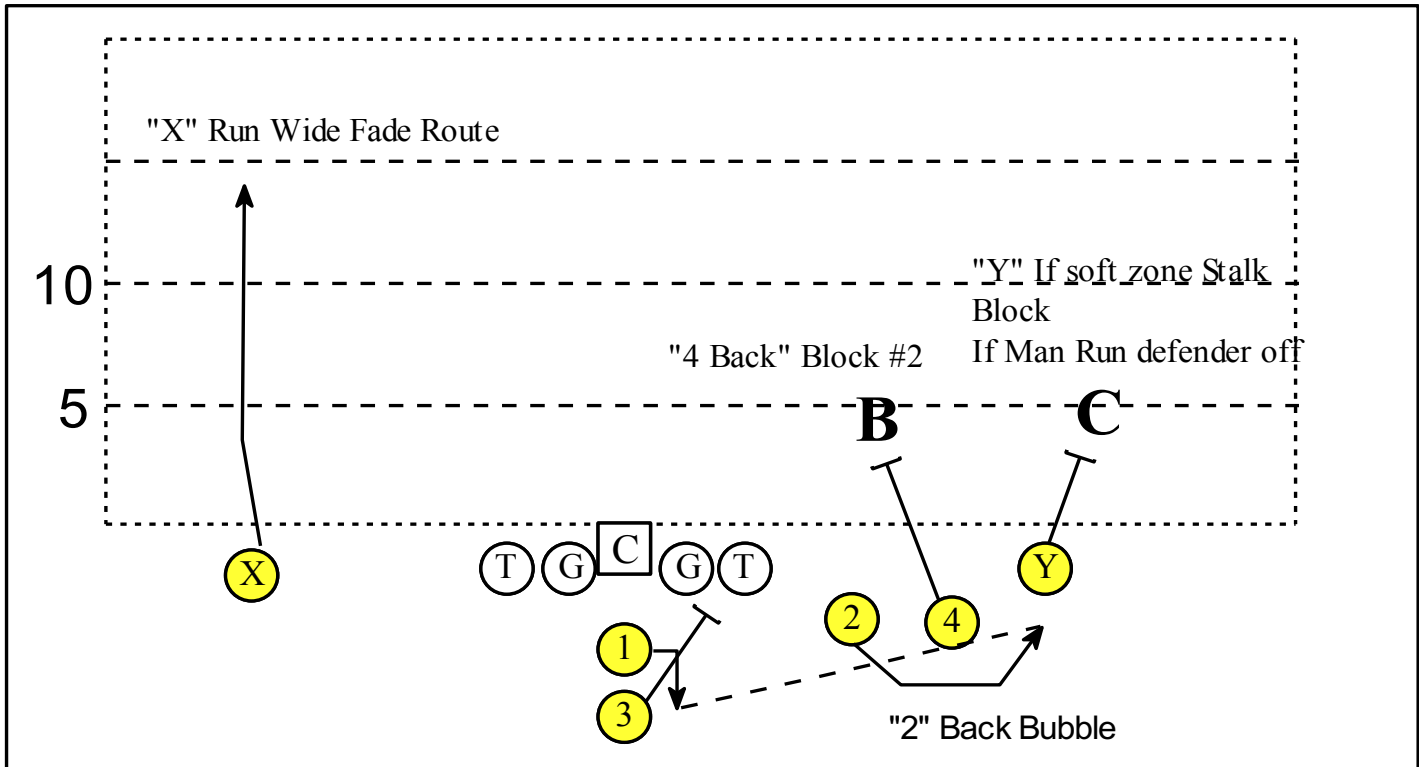 "X" Run Wide Fade Route
10
"Y" If soft zone Stalk
Block
"4 Back" Block #2
If Man Run defender off
5
B
C
X
T
G
C
G
T
Y
2
4
1
3
"2" Back Bubble